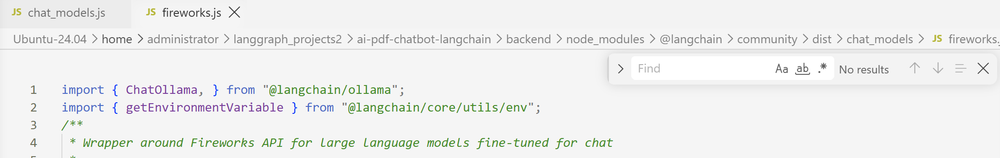 JS chat_models.js JS fireworks.js
Ubuntu-24.04 > home > administrator > langgraph_projects2 > ai-pdf-chatbot-langchain > backend > node_modules > @langchain > community > dist > chat_models > JS fireworks.
Find Aa ab .* No results
1 import { ChatOllama, } from "@langchain/ollama";
2 import { getEnvironmentVariable } from "@langchain/core/utils/env";
3 /**
4 * Wrapper around Fireworks API for large language models fine-tuned for chat